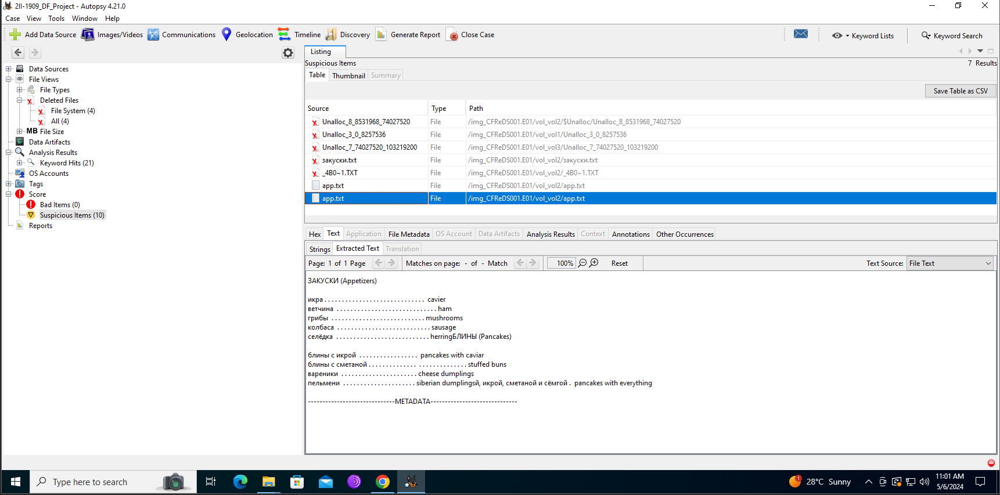 2II-1909_DF_Project - Autopsy 4.21.0
Case View Tools Window Help
Add Data Source Images/Videos Communications Geolocation Timeline Discovery Generate Report Close Case Keyword Lists Keyword Search
Data Sources
File Views
File Types
Deleted Files
File System (4)
All (4)
MB File Size
Data Artifacts
Analysis Results
Keyword Hits (21)
OS Accounts
Tags
Score
Bad Items (0)
Suspicious Items (10)
Reports
Listing
Suspicious Items 7 Results
Table Thumbnail Summary
Save Table as CSV
Source Type Path
Unalloc_8_8531968_74027520 File /img_CFReDS001.E01/vol_vol2/$Unalloc/Unalloc_8_8531968_74027520
Unalloc_3_0_8257536 File /img_CFReDS001.E01/vol_vol1/Unalloc_3_0_8257536
Unalloc_7_74027520_103219200 File /img_CFReDS001.E01/vol_vol3/Unalloc_7_74027520_103219200
закуски.txt File /img_CFReDS001.E01/vol_vol2/закуски.txt
_4B0~1.TXT File /img_CFReDS001.E01/vol_vol2/_4B0~1.TXT
app.txt File /img_CFReDS001.E01/vol_vol2/app.txt
app.txt File /img_CFReDS001.E01/vol_vol2/app.txt
Hex Text Application File Metadata OS Account Data Artifacts Analysis Results Context Annotations Other Occurrences
Strings Extracted Text Translation
Page: 1 of 1 Page Matches on page: - of - Match 100% Reset Text Source: File Text
ЗАКУСКИ (Appetizers)
икра . . . . . . . . . . . . . . . . . . . . . . . . . . . . . cavier
ветчина . . . . . . . . . . . . . . . . . . . . . . . . . . . . . ham
грибы . . . . . . . . . . . . . . . . . . . . . . . . . . . mushrooms
колбаса . . . . . . . . . . . . . . . . . . . . . . . . . . . sausage
селёдка . . . . . . . . . . . . . . . . . . . . . . . . . . . herringБЛИНЫ (Pancakes)
блины с икрой . . . . . . . . . . . . . . . . . pancakes with caviar
блины с сметаной . . . . . . . . . . . . . . . . . . . . . . . . . . . . stuffed buns
вареники . . . . . . . . . . . . . . . . . . . . . . cheese dumplings
пельмени . . . . . . . . . . . . . . . . . . . . . siberian dumplingsй, икрой, сметаной и сёмгой . pancakes with everything
------------------------------METADATA------------------------------
Type here to search
1 28°C Sunny
11:01 AM
5/6/2024